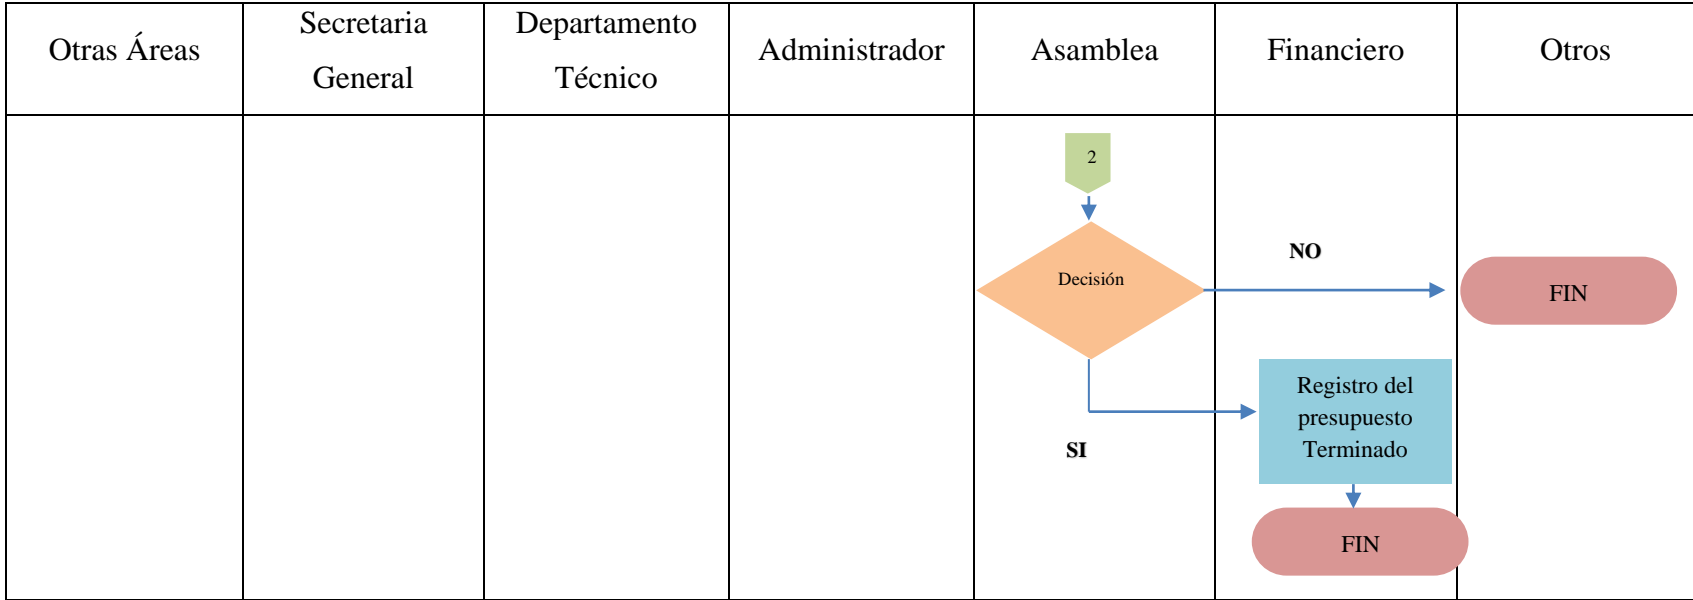 Otras Áreas
Secretaria
General
Departamento
Técnico
Administrador
Asamblea
Financiero
Otros
2
Decisión
NO
FIN
Registro del
presupuesto
Terminado
SI
FIN